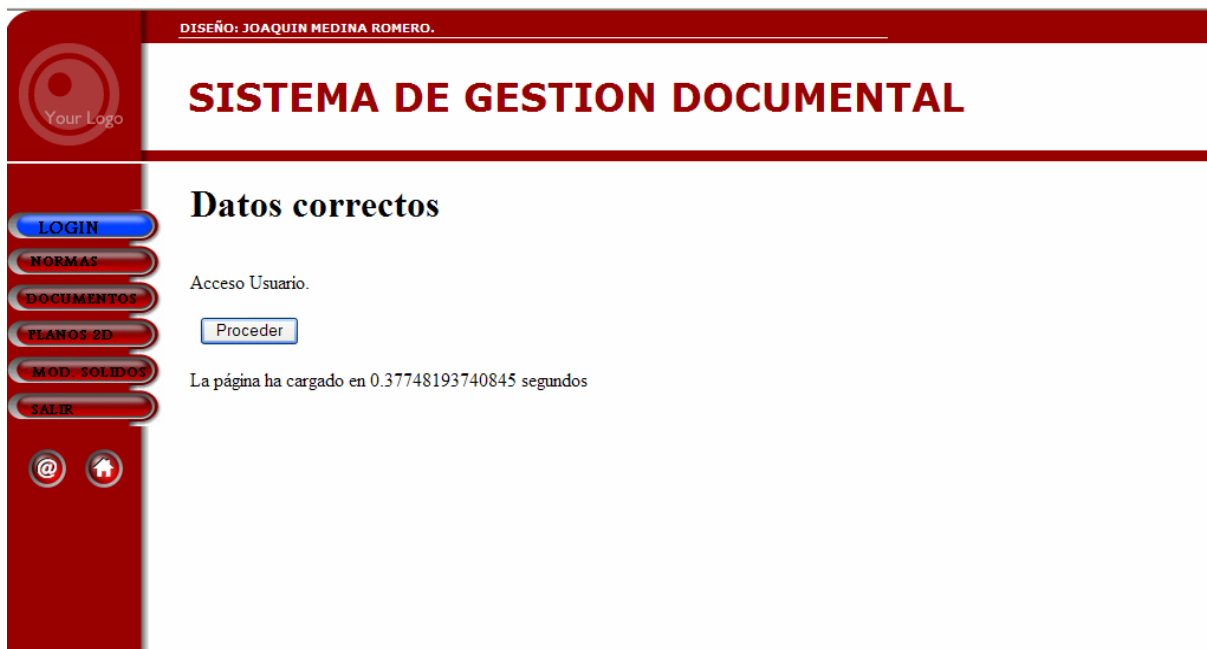 DISEÑO: JOAQUIN MEDINA ROMERO.
Your Logo
SISTEMA DE GESTION DOCUMENTAL
LOGIN
NORMAS
DOCUMENTOS
PLANOS 2D
MOD. SOLIDOS
SALIR
@
Datos correctos
Acceso Usuario.
Proceder
La página ha cargado en 0.37748193740845 segundos